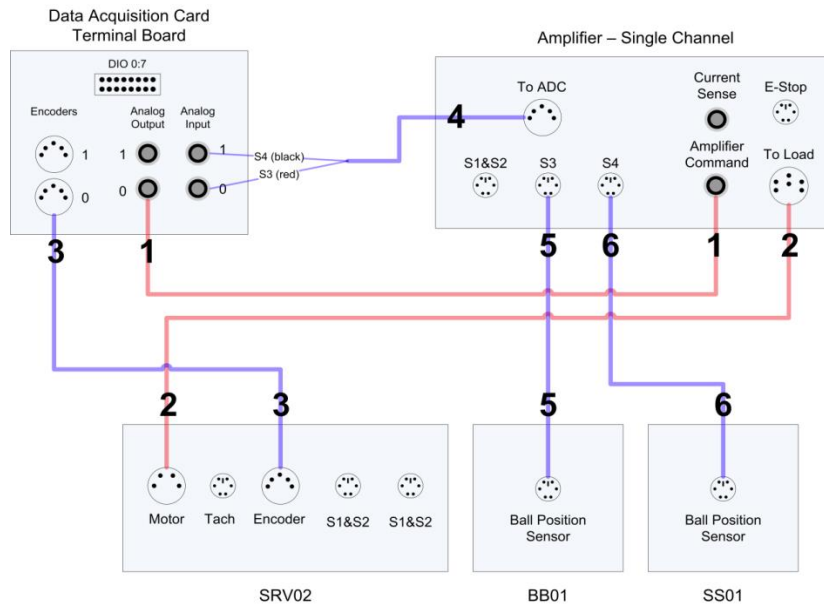 Data Acquisition Card
Terminal Board
DIO 0:7
Encoders
Analog
Output
Analog
Input
1
1
1
0
0
0
S4 (black)
S3 (red)
3
1
4
Amplifier – Single Channel
To ADC
Current
Sense
E-Stop
S1&S2
S3
S4
Amplifier
Command
To Load
5
6
1
2
2
3
5
6
Motor
Tach
Encoder
S1&S2
S1&S2
Ball Position
Sensor
Ball Position
Sensor
SRV02
BB01
SS01